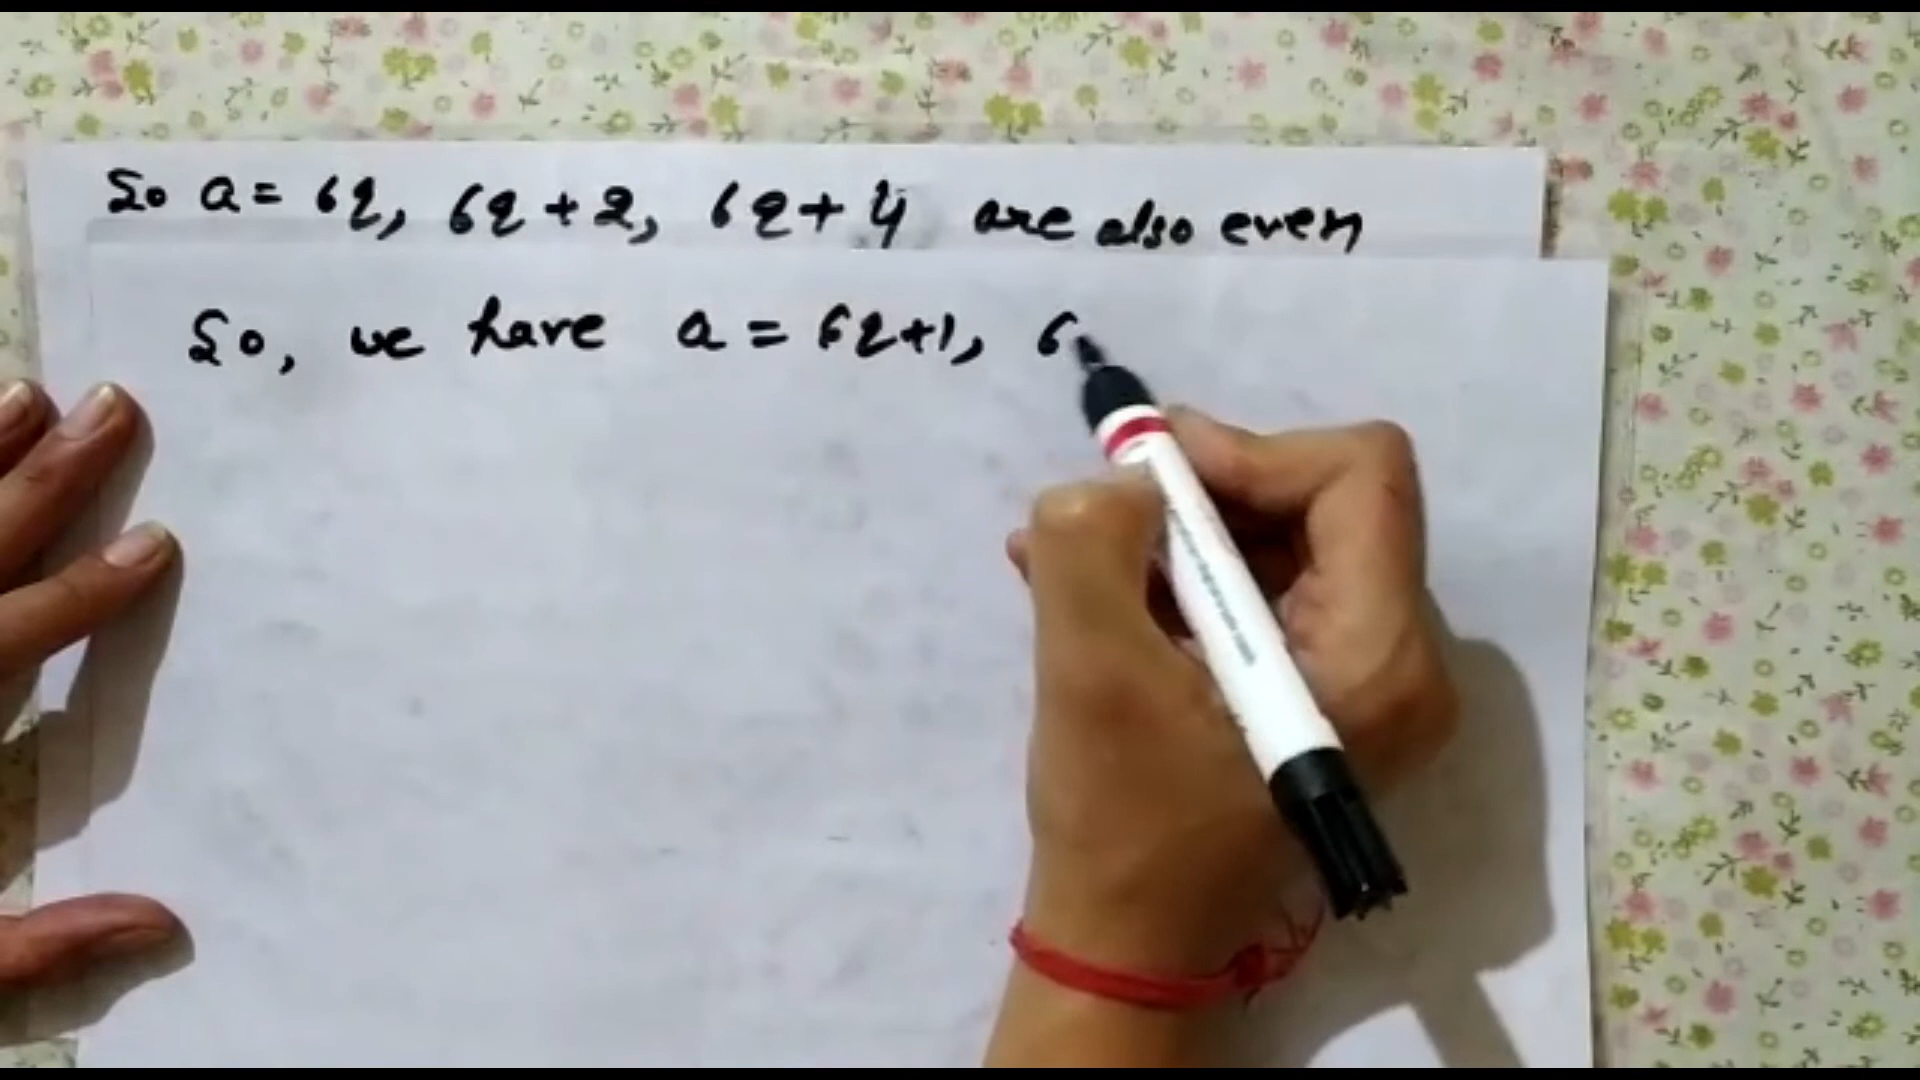 So a = 6q, 6q + 2, 6q + 4 are also even
So, we have a = 6q+1, 6